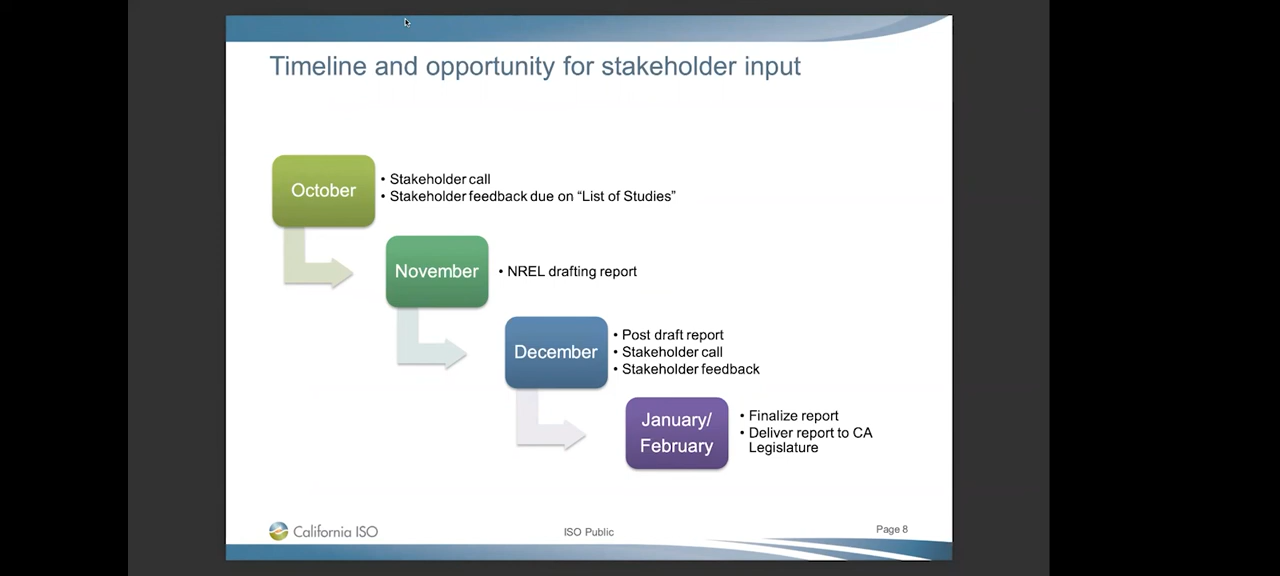 Timeline and opportunity for stakeholder input
October
• Stakeholder call
• Stakeholder feedback due on “List of Studies”
November
• NREL drafting report
December
• Post draft report
• Stakeholder call
• Stakeholder feedback
January/
February
• Finalize report
• Deliver report to CA
Legislature
California ISO
ISO Public
Page 8